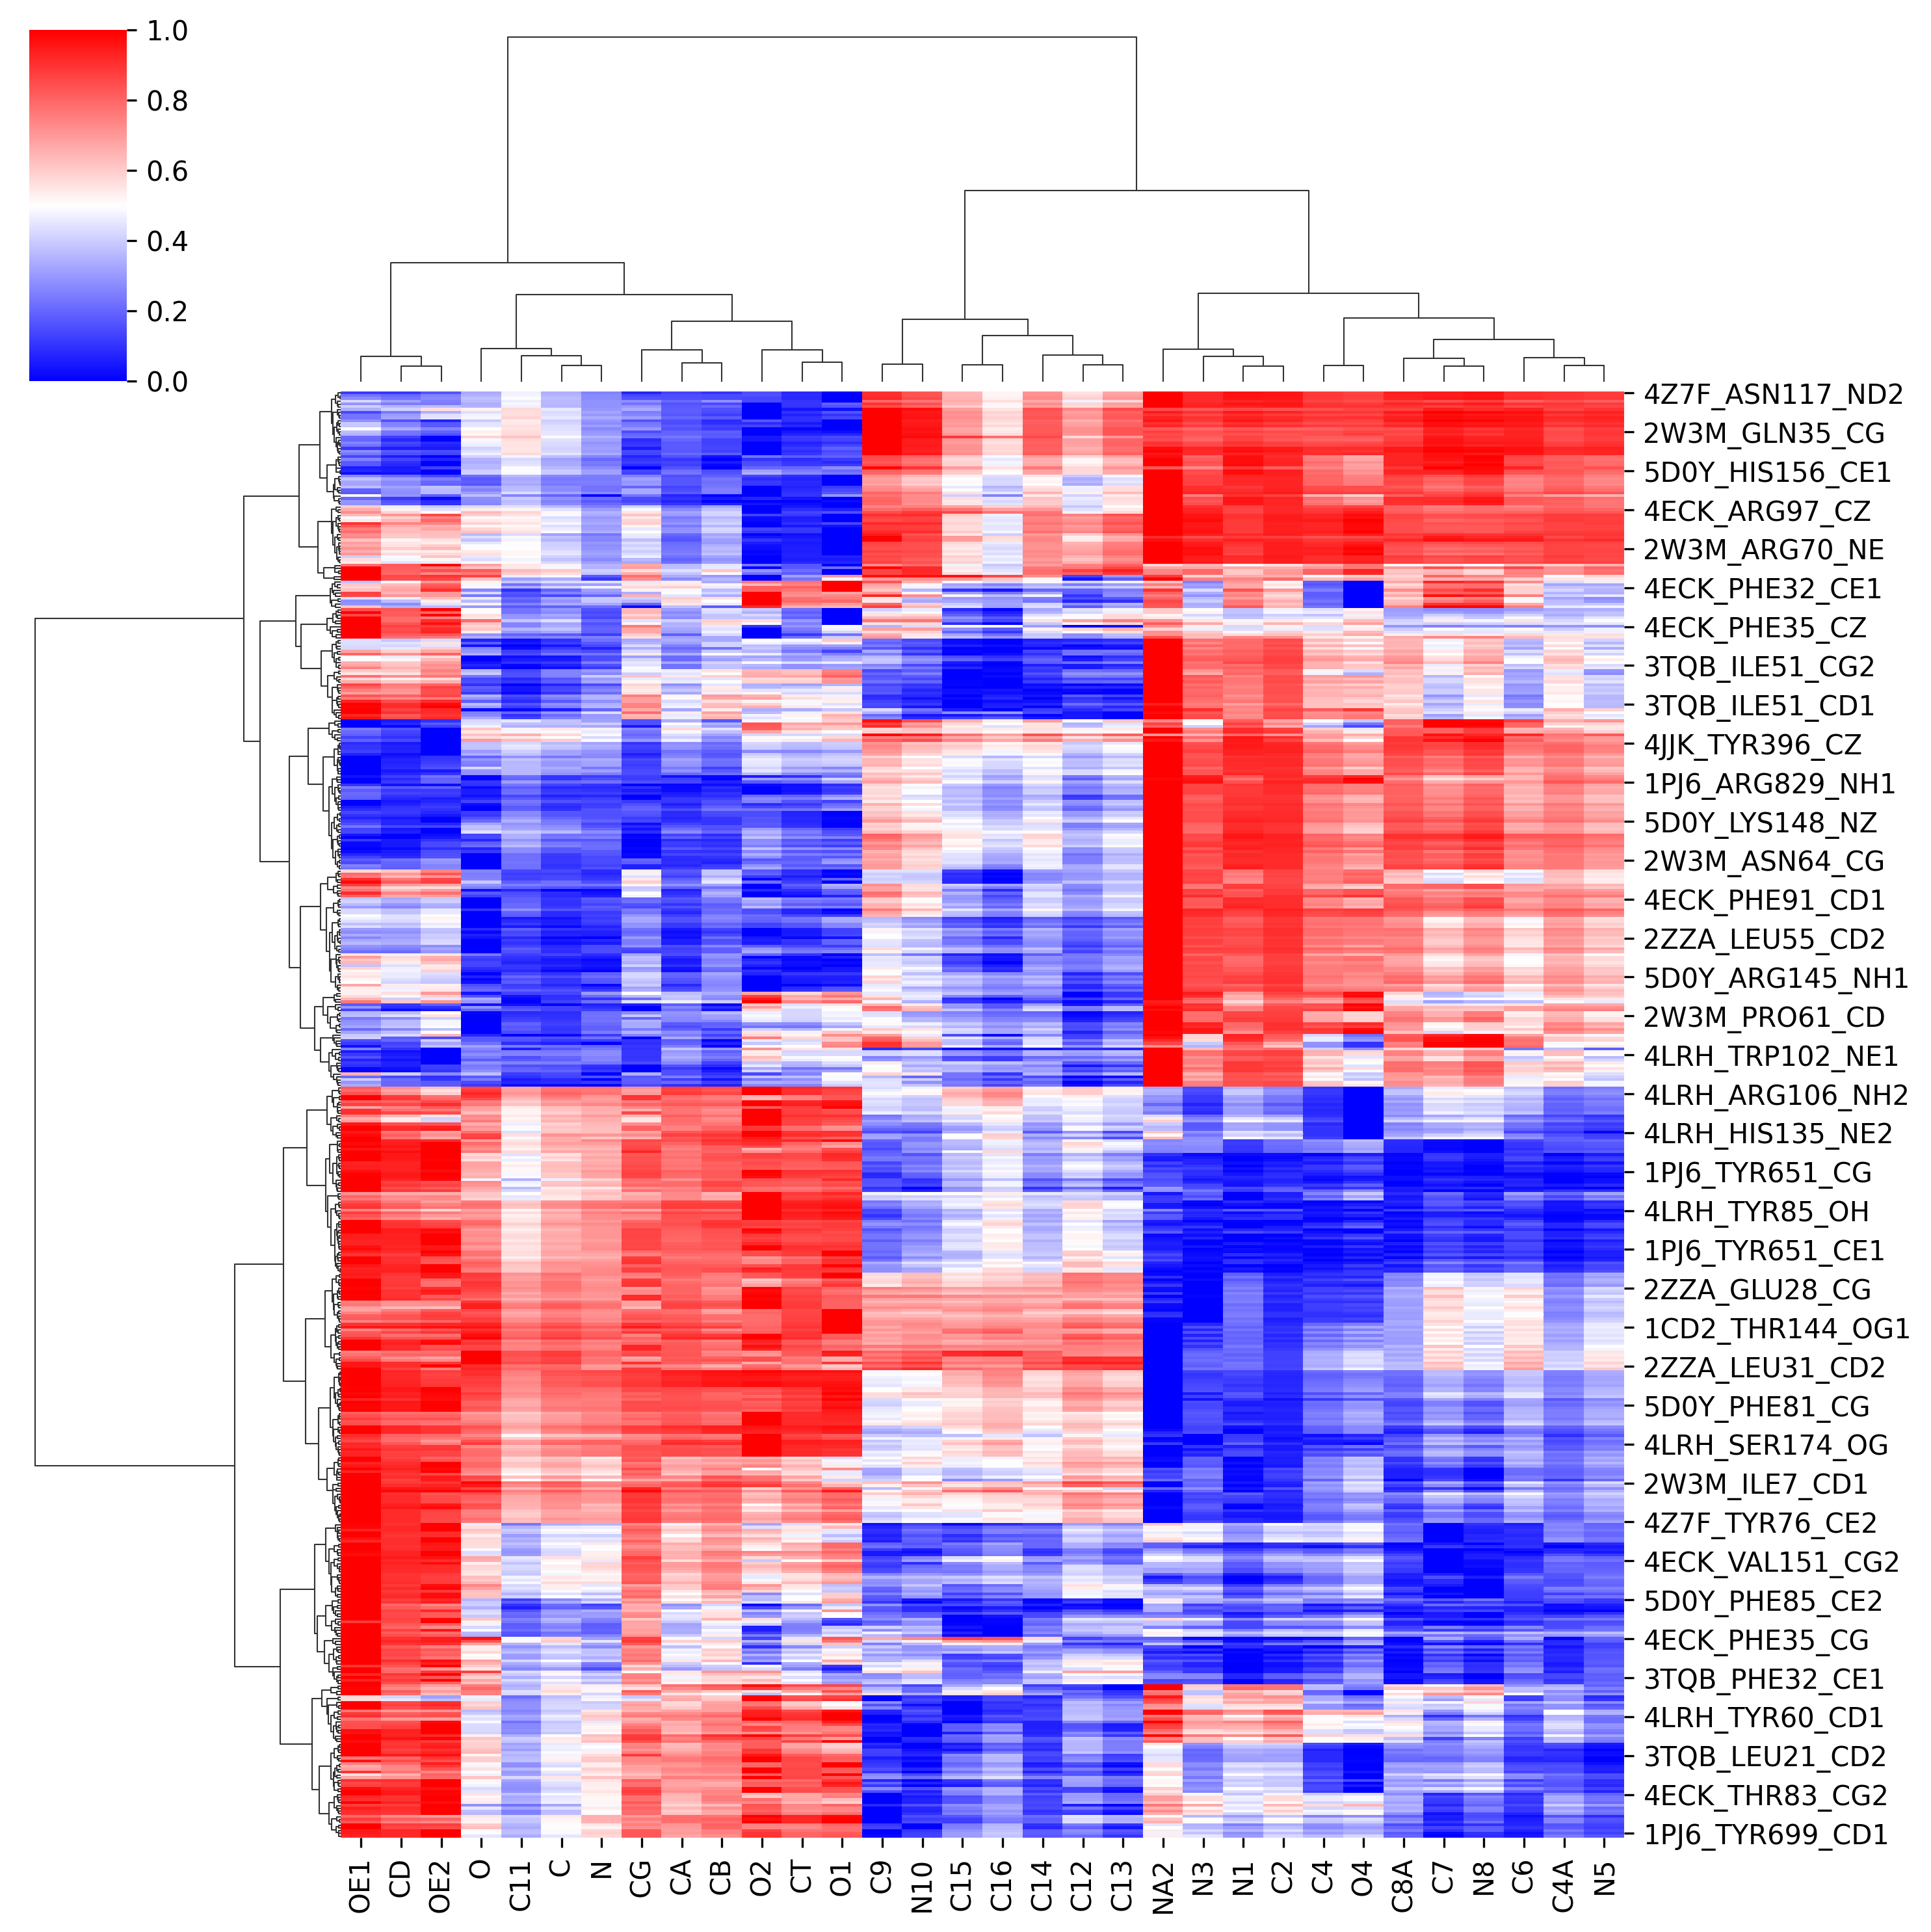 1.0
0.8
0.6
0.4
0.2
0.0
4Z7F_ASN117_ND2
2W3M_GLN35_CG
5D0Y_HIS156_CE1
4ECK_ARG97_CZ
2W3M_ARG70_NE
4ECK_PHE32_CE1
4ECK_PHE35_CZ
3TQB_ILE51_CG2
3TQB_ILE51_CD1
4JJK_TYR396_CZ
1PJ6_ARG829_NH1
5D0Y_LYS148_NZ
2W3M_ASN64_CG
4ECK_PHE91_CD1
2ZZA_LEU55_CD2
5D0Y_ARG145_NH1
2W3M_PRO61_CD
4LRH_TRP102_NE1
4LRH_ARG106_NH2
4LRH_HIS135_NE2
1PJ6_TYR651_CG
4LRH_TYR85_OH
1PJ6_TYR651_CE1
2ZZA_GLU28_CG
1CD2_THR144_OG1
2ZZA_LEU31_CD2
5D0Y_PHE81_CG
4LRH_SER174_OG
2W3M_ILE7_CD1
4Z7F_TYR76_CE2
4ECK_VAL151_CG2
5D0Y_PHE85_CE2
4ECK_PHE35_CG
3TQB_PHE32_CE1
4LRH_TYR60_CD1
3TQB_LEU21_CD2
4ECK_THR83_CG2
1PJ6_TYR699_CD1
OE1
CD
OE2
O
C11
C
N
CG
CA
CB
O2
CT
O1
C9
N10
C15
C16
C14
C12
C13
NA2
N3
N1
C2
C4
O4
C8A
C7
N8
C6
C4A
N5